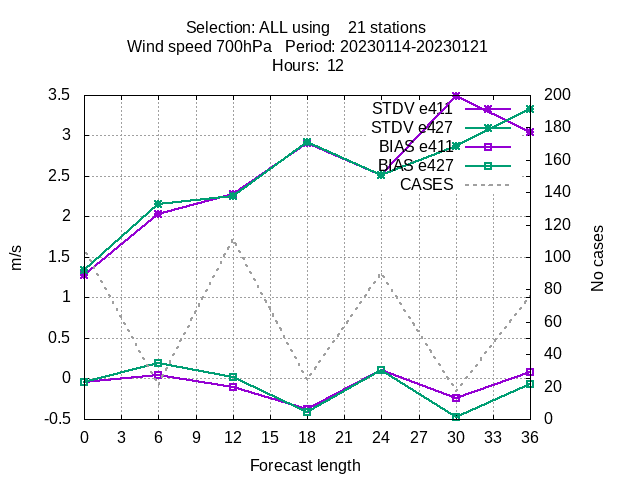 Selection: ALL using 21 stations
Wind speed 700hPa Period: 20230114-20230121
Hours: 12
3.5
3
2.5
2
1.5
1
0.5
0
-0.5
200
180
160
140
120
100
80
60
40
20
0
STDV e411
STDV e427
BIAS e411
BIAS e427
CASES
m/s
No cases
0 3 6 9 12 15 18 21 24 27 30 33 36
Forecast length